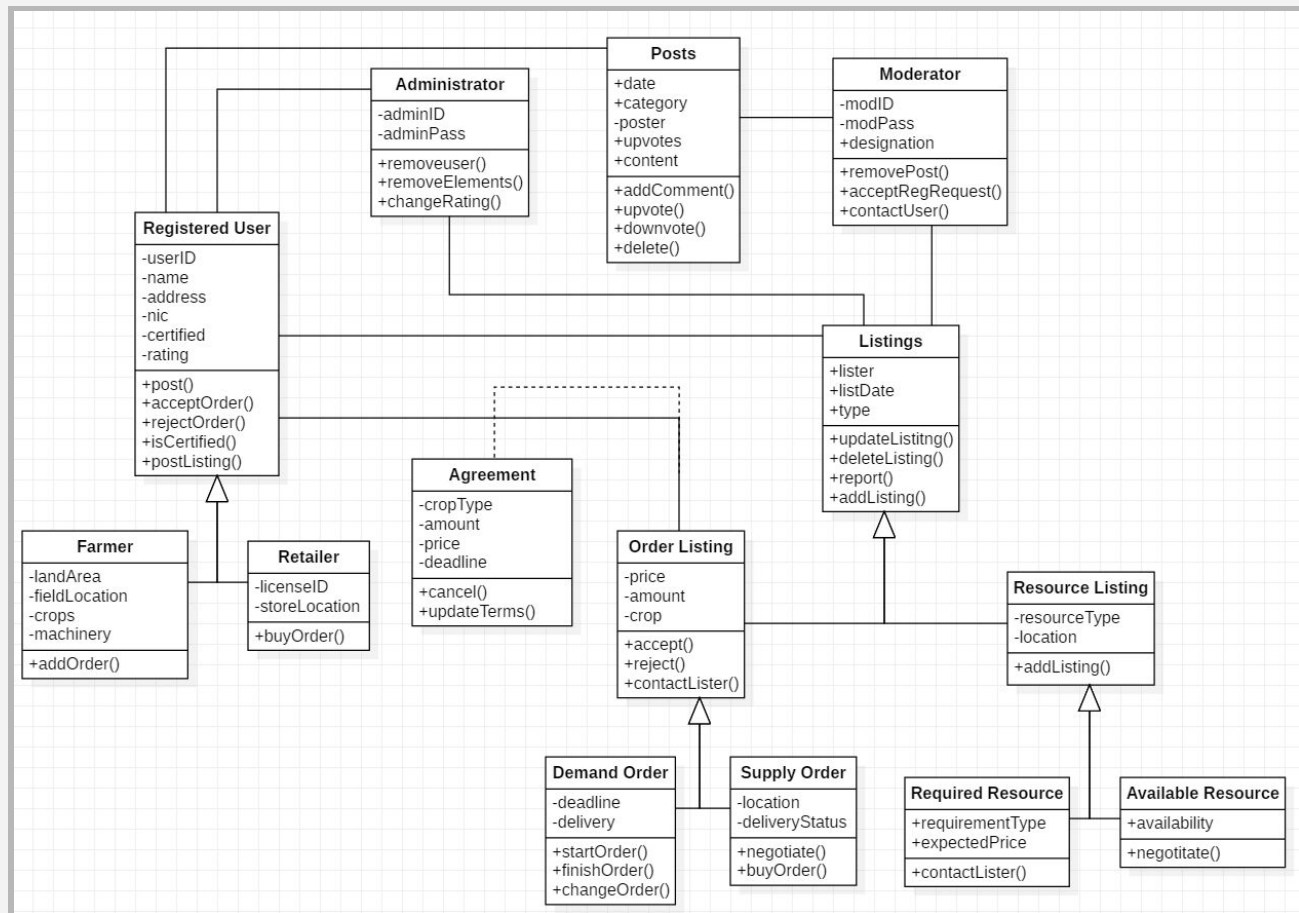 Posts
+date
+category
-poster
+upvotes
+content
+addComment()
+upvote()
+downvote()
+delete()
Administrator
-adminID
-adminPass
+removeuser()
+removeElements()
+changeRating()
Moderator
-modID
-modPass
+designation
+removePost()
+acceptRegRequest()
+contactUser()
Registered User
-userID
-name
-address
-nic
-certified
-rating
+post()
+acceptOrder()
+rejectOrder()
+isCertified()
+postListing()
Listings
+lister
+listDate
+type
+updateListitng()
+deleteListing()
+report()
+addListing()
Agreement
-cropType
-amount
-price
-deadline
+cancel()
+updateTerms()
Farmer
-landArea
-fieldLocation
-crops
-machinery
+addOrder()
Retailer
-licenseID
-storeLocation
+buyOrder()
Order Listing
-price
-amount
-crop
+accept()
+reject()
+contactLister()
Resource Listing
-resourceType
-location
+addListing()
Demand Order
-deadline
-delivery
+startOrder()
+finishOrder()
+changeOrder()
Supply Order
-location
-deliveryStatus
+negotiate()
+buyOrder()
Required Resource
+requirementType
+expectedPrice
+contactLister()
Available Resource
+availability
+negotitate()